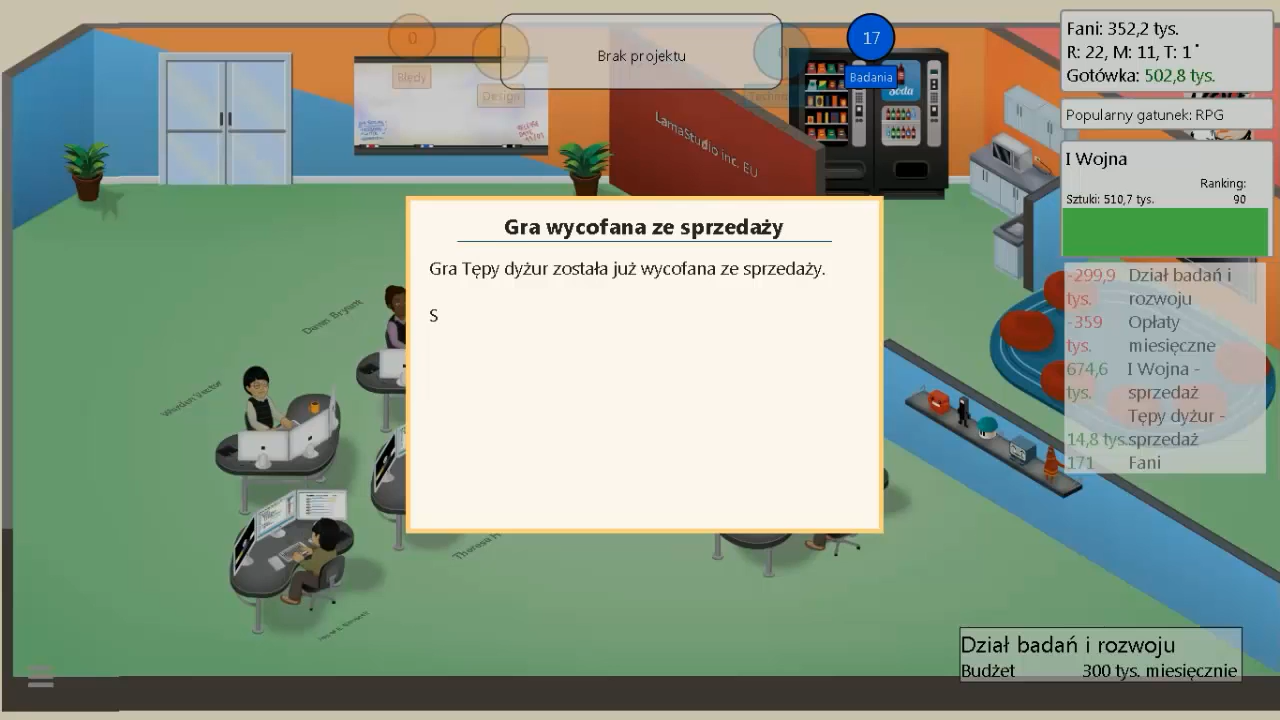 0
Błędy
0
Design
Brak projektu
17
Badania
Soda
LamaStudio inc. EU
Fani: 352,2 tys.
R: 22, M: 11, T: 1
Gotówka: 502,8 tys.
Popularny gatunek: RPG
I Wojna
Ranking:
Sztuki: 510,7 tys. 90
-299,9 tys. Dział badań i rozwoju
-359 tys. Opłaty miesięczne
674,6 tys. I Wojna - sprzedaż
14,8 tys. Tępy dyżur - sprzedaż
171 Fani
Gra wycofana ze sprzedaży
Gra Tępy dyżur została już wycofana ze sprzedaży.
S
Dział badań i rozwoju
Budżet 300 tys. miesięcznie